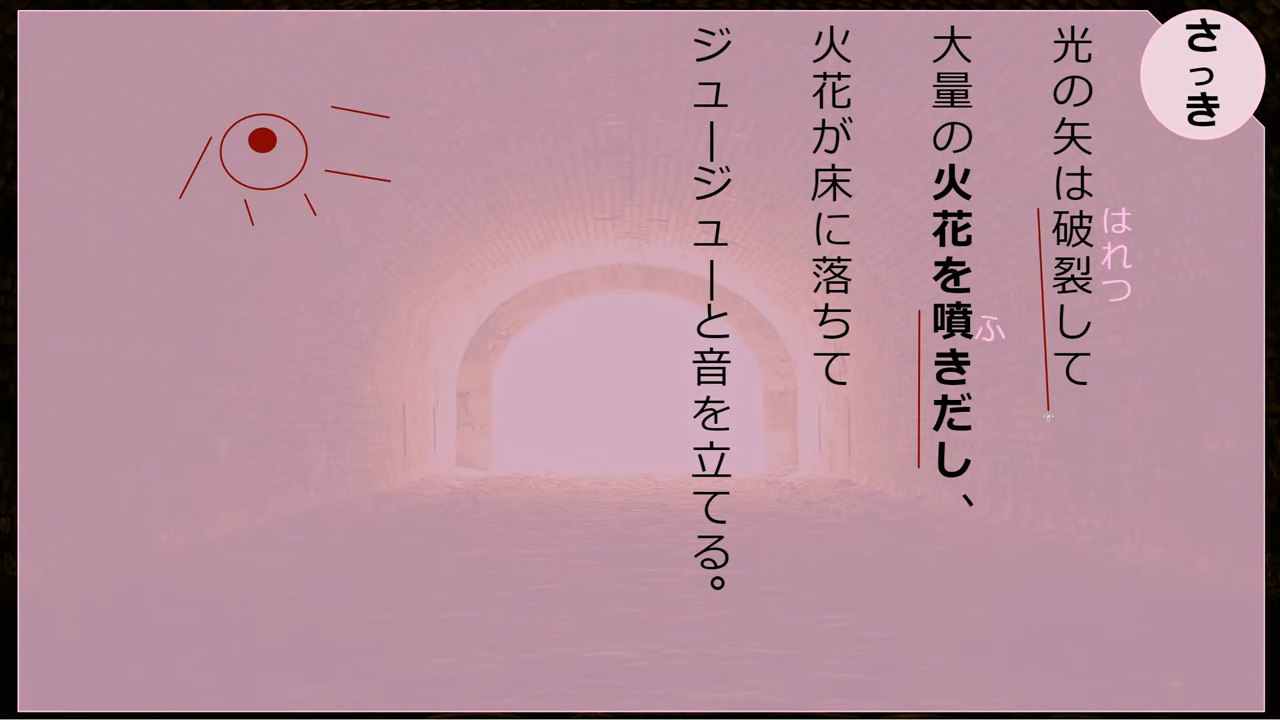 さっき
光の矢は破裂して
はれつ
大量の火花を噴きだし、
ふ
火花が床に落ちて
ジュージューと音を立てる。